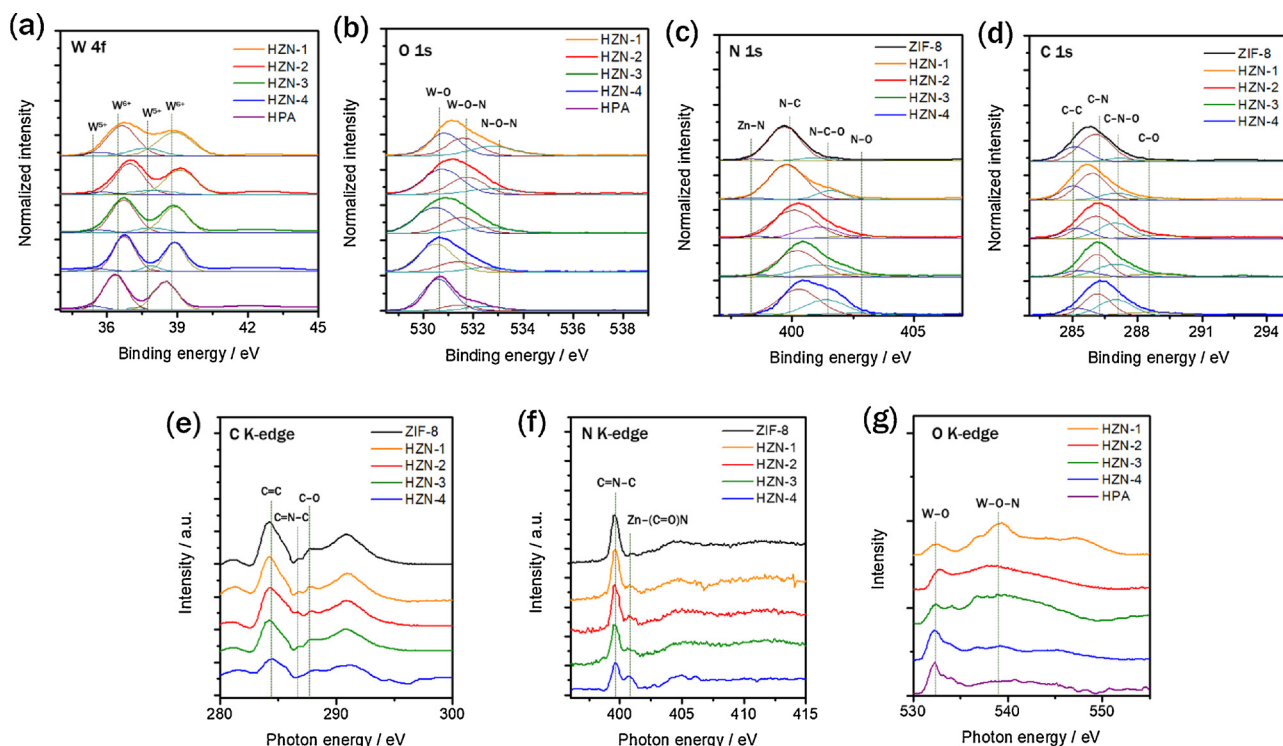 (a)
W 4f
HZN-1
HZN-2
HZN-3
HZN-4
HPA
W5+
W6+
W5+
W6+
Normalized intensity
36
39
42
45
Binding energy / eV
(b)
O 1s
HZN-1
HZN-2
HZN-3
HZN-4
HPA
W–O
W–O–N
N–O–N
Normalized intensity
530
532
534
536
538
Binding energy / eV
(c)
N 1s
ZIF-8
HZN-1
HZN-2
HZN-3
HZN-4
N–C
Zn–N
N–C–O
N–O
Normalized intensity
400
405
Binding energy / eV
(d)
C 1s
ZIF-8
HZN-1
HZN-2
HZN-3
HZN-4
C–N
C–C
C–N–O
C–O
Normalized intensity
285
288
291
294
Binding energy / eV
(e)
C K-edge
ZIF-8
HZN-1
HZN-2
HZN-3
HZN-4
C=C
C–O
C=N–C
Intensity / a.u.
280
290
300
Photon energy / eV
(f)
N K-edge
ZIF-8
HZN-1
HZN-2
HZN-3
HZN-4
C=N–C
Zn–(C=O)N
Intensity / a.u.
400
405
410
415
Photon energy / eV
(g)
O K-edge
HZN-1
HZN-2
HZN-3
HZN-4
HPA
W–O
W–O–N
Intensity
530
540
550
Photon energy / eV